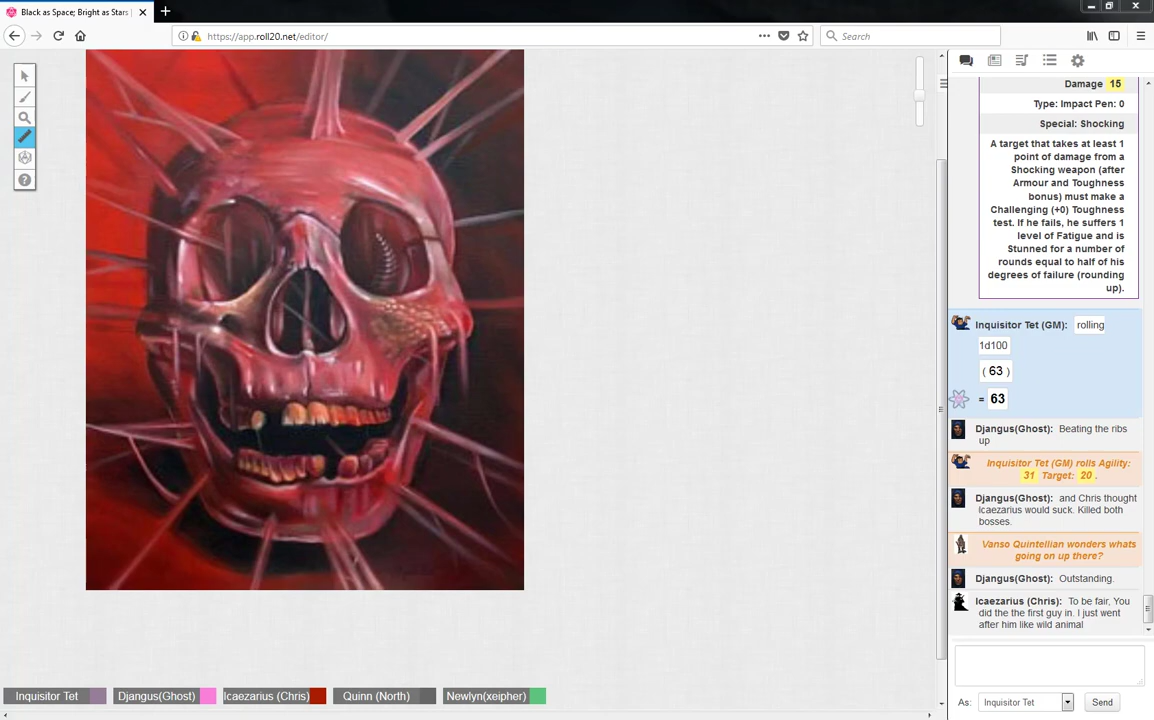 Black as Space; Bright as Stars |
https://app.roll20.net/editor/
Search
Damage 15
Type: Impact Pen: 0
Special: Shocking
A target that takes at least 1
point of damage from a
Shocking weapon (after
Armour and Toughness
bonus) must make a
Challenging (+0) Toughness
test. If he fails, he suffers 1
level of Fatigue and is
Stunned for a number of
rounds equal to half of his
degrees of failure (rounding
up).
Inquisitor Tet (GM): rolling
1d100
( 63 )
= 63
Djangus(Ghost): Beating the ribs
up
Inquisitor Tet (GM) rolls Agility:
31 Target: 20 .
Djangus(Ghost): and Chris thought
Icaezarius would suck. Killed both
bosses.
Vanso Quintellian wonders whats
going on up there?
Djangus(Ghost): Outstanding.
Icaezarius (Chris): To be fair, You
did the the first guy in. I just went
after him like wild animal
Inquisitor Tet Djangus(Ghost) Icaezarius (Chris) Quinn (North) Newlyn(xeipher)
As: Inquisitor Tet Send